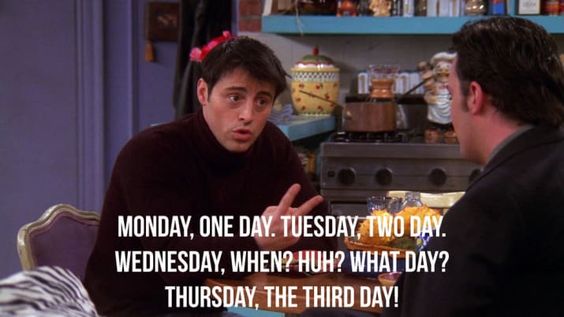 MONDAY, ONE DAY. TUESDAY, TWO DAY.
WEDNESDAY, WHEN? HUH? WHAT DAY?
THURSDAY, THE THIRD DAY!